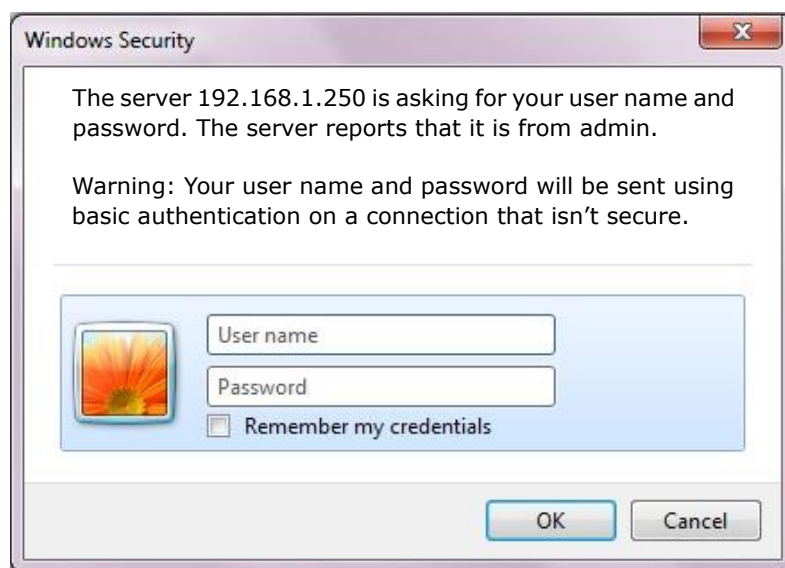 Windows Security
The server 192.168.1.250 is asking for your user name and
password. The server reports that it is from admin.
Warning: Your user name and password will be sent using
basic authentication on a connection that isn’t secure.
User name
Password
Remember my credentials
OK Cancel